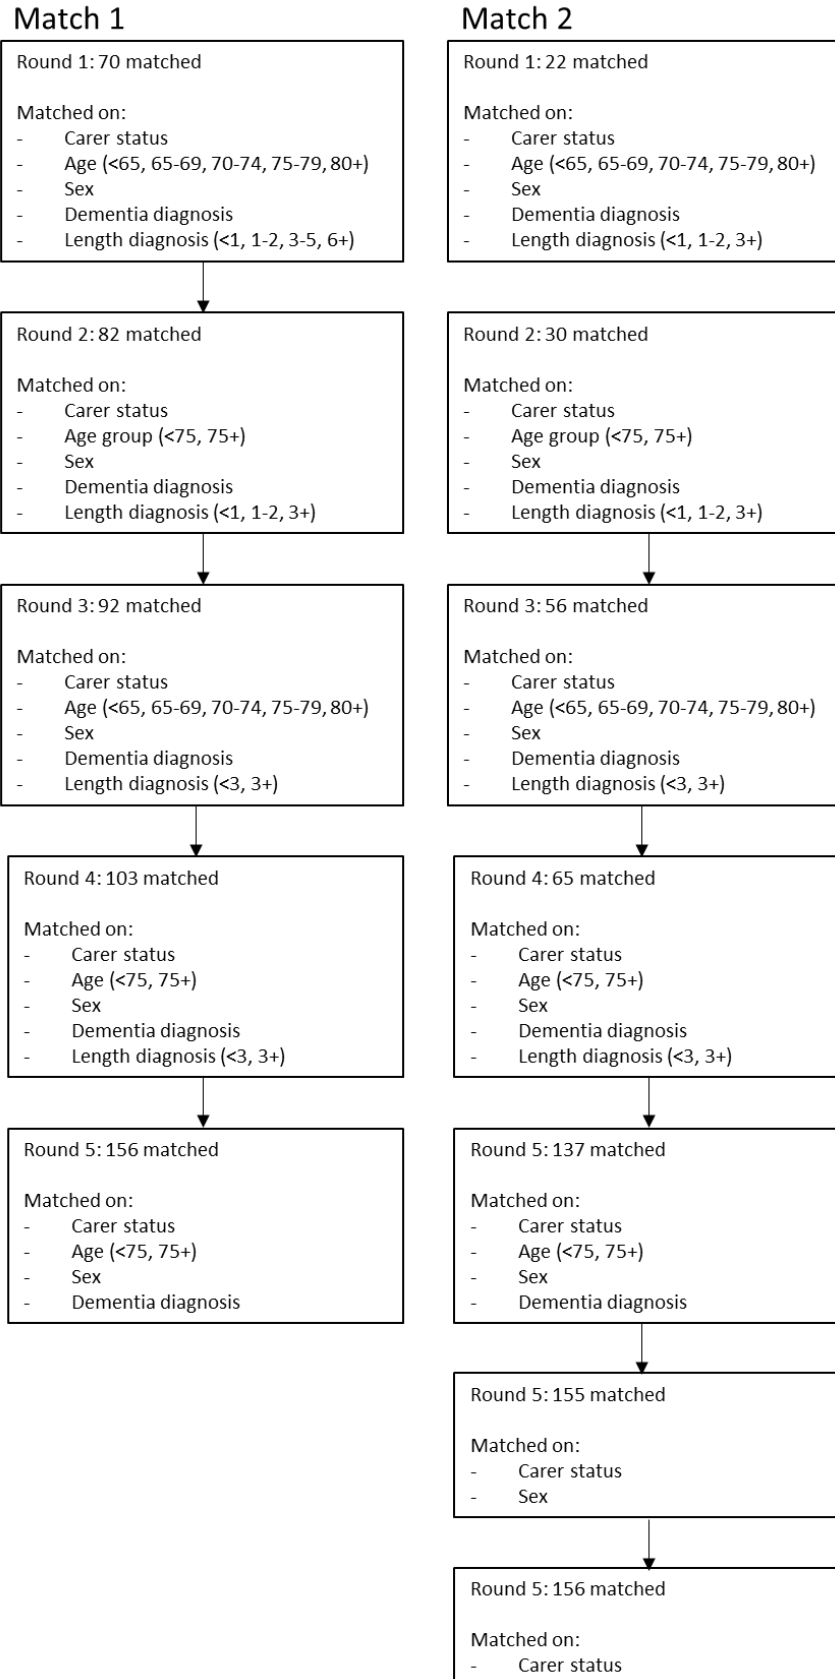 Match 1
Round 1: 70 matched
Matched on:
- Carer status
- Age (<65, 65-69, 70-74, 75-79, 80+)
- Sex
- Dementia diagnosis
- Length diagnosis (<1, 1-2, 3-5, 6+)
Round 2: 82 matched
Matched on:
- Carer status
- Age group (<75, 75+)
- Sex
- Dementia diagnosis
- Length diagnosis (<1, 1-2, 3+)
Round 3: 92 matched
Matched on:
- Carer status
- Age (<65, 65-69, 70-74, 75-79, 80+)
- Sex
- Dementia diagnosis
- Length diagnosis (<3, 3+)
Round 4: 103 matched
Matched on:
- Carer status
- Age (<75, 75+)
- Sex
- Dementia diagnosis
- Length diagnosis (<3, 3+)
Round 5: 156 matched
Matched on:
- Carer status
- Age (<75, 75+)
- Sex
- Dementia diagnosis
Match 2
Round 1: 22 matched
Matched on:
- Carer status
- Age (<65, 65-69, 70-74, 75-79, 80+)
- Sex
- Dementia diagnosis
- Length diagnosis (<1, 1-2, 3+)
Round 2: 30 matched
Matched on:
- Carer status
- Age group (<75, 75+)
- Sex
- Dementia diagnosis
- Length diagnosis (<1, 1-2, 3+)
Round 3: 56 matched
Matched on:
- Carer status
- Age (<65, 65-69, 70-74, 75-79, 80+)
- Sex
- Dementia diagnosis
- Length diagnosis (<3, 3+)
Round 4: 65 matched
Matched on:
- Carer status
- Age (<75, 75+)
- Sex
- Dementia diagnosis
- Length diagnosis (<3, 3+)
Round 5: 137 matched
Matched on:
- Carer status
- Age (<75, 75+)
- Sex
- Dementia diagnosis
Round 5: 155 matched
Matched on:
- Carer status
- Sex
Round 5: 156 matched
Matched on:
- Carer status